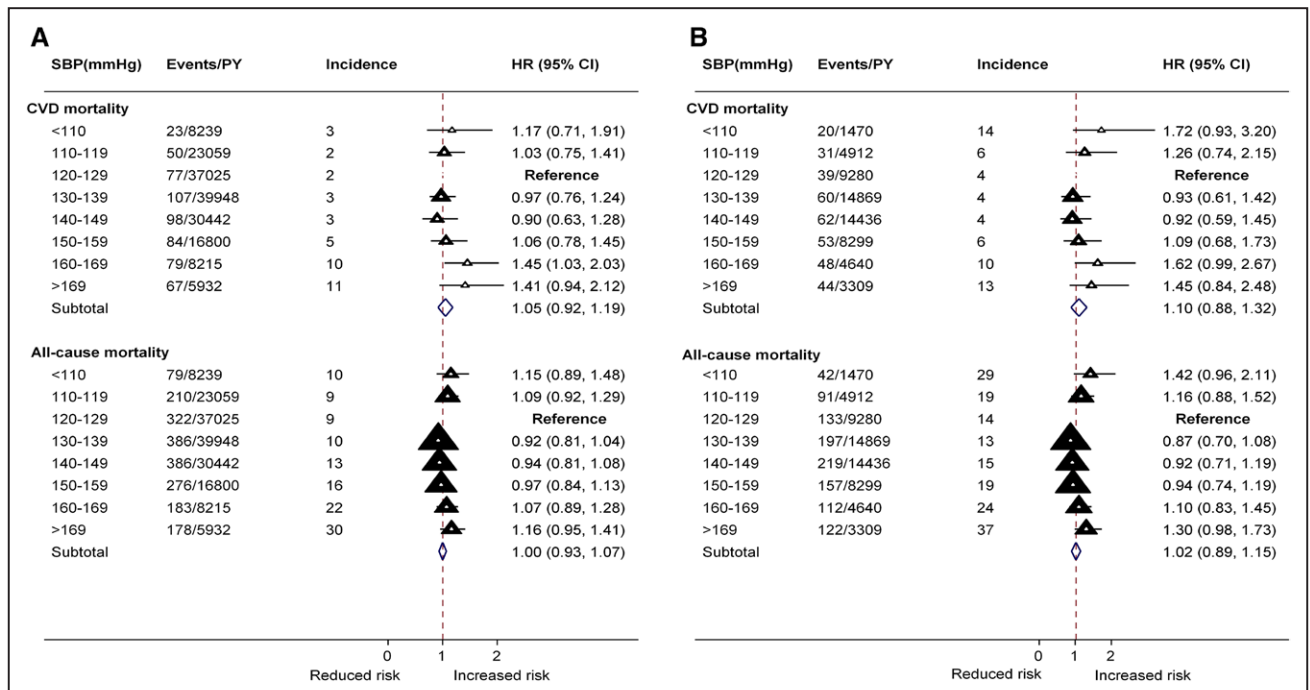 A
SBP(mmHg) Events/PY Incidence HR (95% CI)
CVD mortality
<110 23/8239 3 1.17 (0.71, 1.91)
110-119 50/23059 2 1.03 (0.75, 1.41)
120-129 77/37025 2 Reference
130-139 107/39948 3 0.97 (0.76, 1.24)
140-149 98/30442 3 0.90 (0.63, 1.28)
150-159 84/16800 5 1.06 (0.78, 1.45)
160-169 79/8215 10 1.45 (1.03, 2.03)
>169 67/5932 11 1.41 (0.94, 2.12)
Subtotal 1.05 (0.92, 1.19)
All-cause mortality
<110 79/8239 10 1.15 (0.89, 1.48)
110-119 210/23059 9 1.09 (0.92, 1.29)
120-129 322/37025 9 Reference
130-139 386/39948 10 0.92 (0.81, 1.04)
140-149 386/30442 13 0.94 (0.81, 1.08)
150-159 276/16800 16 0.97 (0.84, 1.13)
160-169 183/8215 22 1.07 (0.89, 1.28)
>169 178/5932 30 1.16 (0.95, 1.41)
Subtotal 1.00 (0.93, 1.07)
0 1 2
Reduced risk Increased risk
B
SBP(mmHg) Events/PY Incidence HR (95% CI)
CVD mortality
<110 20/1470 14 1.72 (0.93, 3.20)
110-119 31/4912 6 1.26 (0.74, 2.15)
120-129 39/9280 4 Reference
130-139 60/14869 4 0.93 (0.61, 1.42)
140-149 62/14436 4 0.92 (0.59, 1.45)
150-159 53/8299 6 1.09 (0.68, 1.73)
160-169 48/4640 10 1.62 (0.99, 2.67)
>169 44/3309 13 1.45 (0.84, 2.48)
Subtotal 1.10 (0.88, 1.32)
All-cause mortality
<110 42/1470 29 1.42 (0.96, 2.11)
110-119 91/4912 19 1.16 (0.88, 1.52)
120-129 133/9280 14 Reference
130-139 197/14869 13 0.87 (0.70, 1.08)
140-149 219/14436 15 0.92 (0.71, 1.19)
150-159 157/8299 19 0.94 (0.74, 1.19)
160-169 112/4640 24 1.10 (0.83, 1.45)
>169 122/3309 37 1.30 (0.98, 1.73)
Subtotal 1.02 (0.89, 1.15)
0 1 2
Reduced risk Increased risk